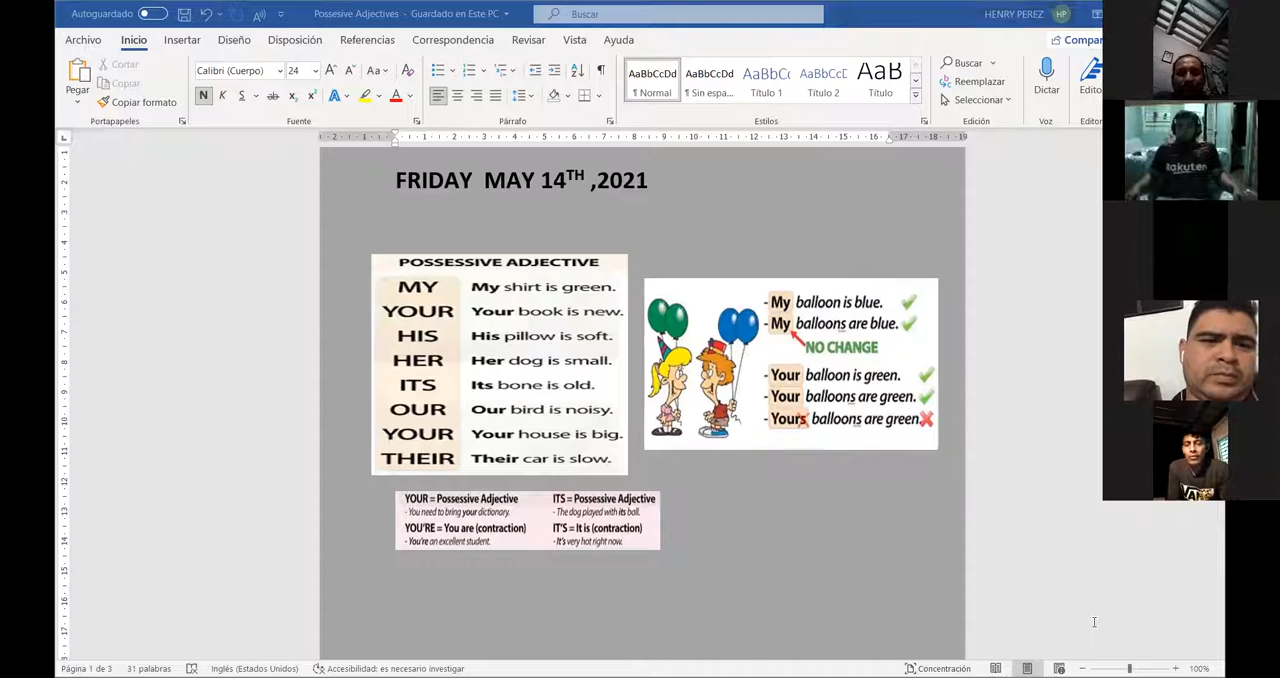 Autoguardado
Possesive Adjectives - Guardado en Este PC
Buscar
HENRY PEREZ
HP
Archivo
Inicio
Insertar
Diseño
Disposición
Referencias
Correspondencia
Revisar
Vista
Ayuda
Compar
Pegar
Cortar
Copiar
Copiar formato
Portapapeles
Calibri (Cuerpo)
24
Fuente
Párrafo
AaBbCcDd
¶ Normal
AaBbCcDd
¶ Sin espa...
AaBbCc
Título 1
AaBbCcE
Título 2
AaB
Título
Estilos
Buscar
Reemplazar
Seleccionar
Edición
Dictar
Voz
Editor
FRIDAY MAY 14TH ,2021
POSSESSIVE ADJECTIVE
MY My shirt is green.
YOUR Your book is new.
HIS His pillow is soft.
HER Her dog is small.
ITS Its bone is old.
OUR Our bird is noisy.
YOUR Your house is big.
THEIR Their car is slow.
- My balloon is blue.
- My balloons are blue.
NO CHANGE
- Your balloon is green.
- Your balloons are green.
- Yours balloons are green.
YOUR = Possessive Adjective
- You need to bring your dictionary.
YOU'RE = You are (contraction)
- You're an excellent student.
ITS = Possessive Adjective
- The dog played with its ball.
IT'S = It is (contraction)
- It's very hot right now.
Rakuten
VANS
Página 1 de 3
31 palabras
Inglés (Estados Unidos)
Accesibilidad: es necesario investigar
Concentración
100%